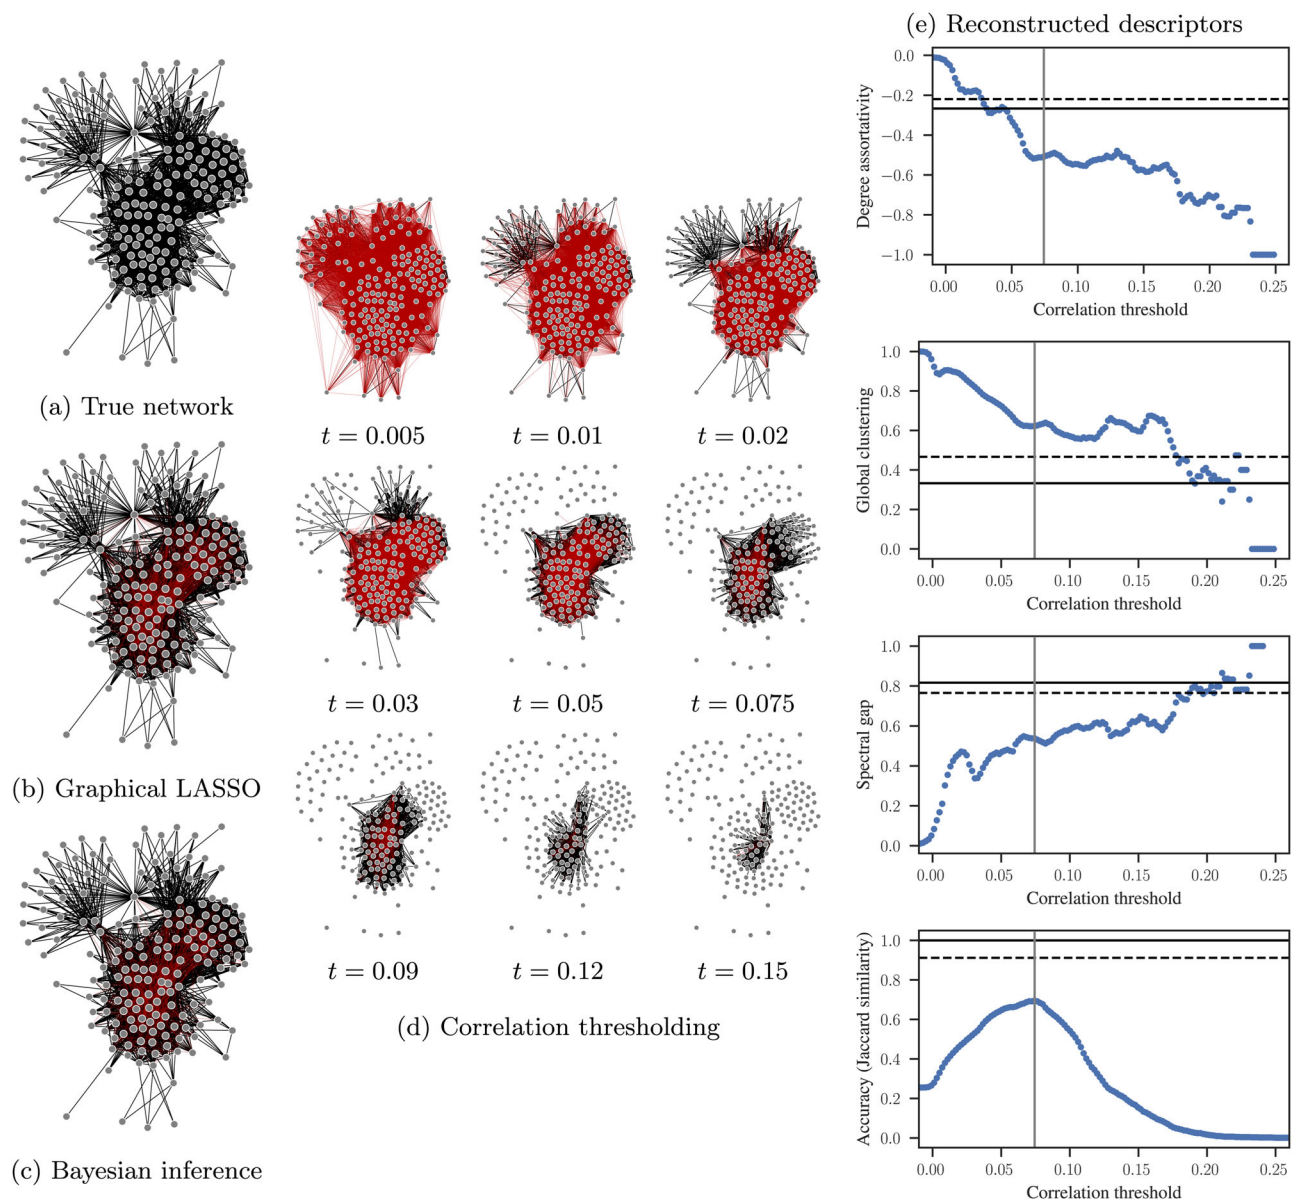 (a) True network
(b) Graphical LASSO
(c) Bayesian inference
t = 0.005
t = 0.01
t = 0.02
t = 0.03
t = 0.05
t = 0.075
t = 0.09
t = 0.12
t = 0.15
(d) Correlation thresholding
(e) Reconstructed descriptors
Degree assortativity
0.0
−0.2
−0.4
−0.6
−0.8
−1.0
0.00 0.05 0.10 0.15 0.20 0.25
Correlation threshold
Global clustering
1.0
0.8
0.6
0.4
0.2
0.0
0.00 0.05 0.10 0.15 0.20 0.25
Correlation threshold
Spectral gap
1.0
0.8
0.6
0.4
0.2
0.0
0.00 0.05 0.10 0.15 0.20 0.25
Correlation threshold
Accuracy (Jaccard similarity)
1.0
0.8
0.6
0.4
0.2
0.0
0.00 0.05 0.10 0.15 0.20 0.25
Correlation threshold